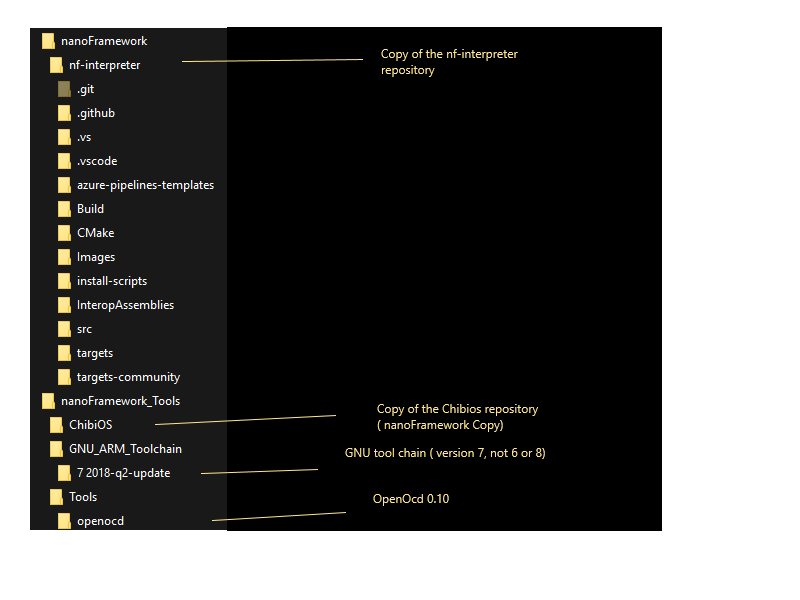 nanoFramework
nf-interpreter
Copy of the nf-interpreter
repository
.git
.github
.vs
.vscode
azure-pipelines-templates
Build
CMake
Images
install-scripts
InteropAssemblies
src
targets
targets-community
nanoFramework_Tools
ChibiOS
Copy of the Chibios repository
( nanoFramework Copy)
GNU_ARM_Toolchain
GNU tool chain ( version 7, not 6 or 8)
7 2018-q2-update
Tools
OpenOcd 0.10
openocd